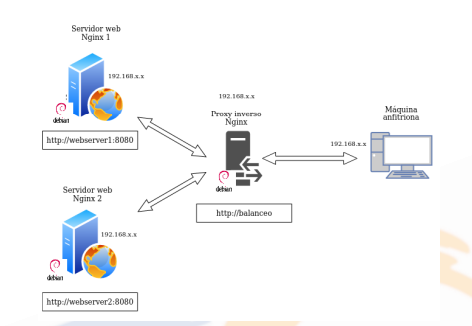 Servidor web
Nginx 1
192.168.x.x
debian
http://webserver1:8080
192.168.x.x
Proxy inverso
Nginx
debian
http://balanceo
Máquina
anfitriona
192.168.x.x
Servidor web
Nginx 2
192.168.x.x
debian
http://webserver2:8080